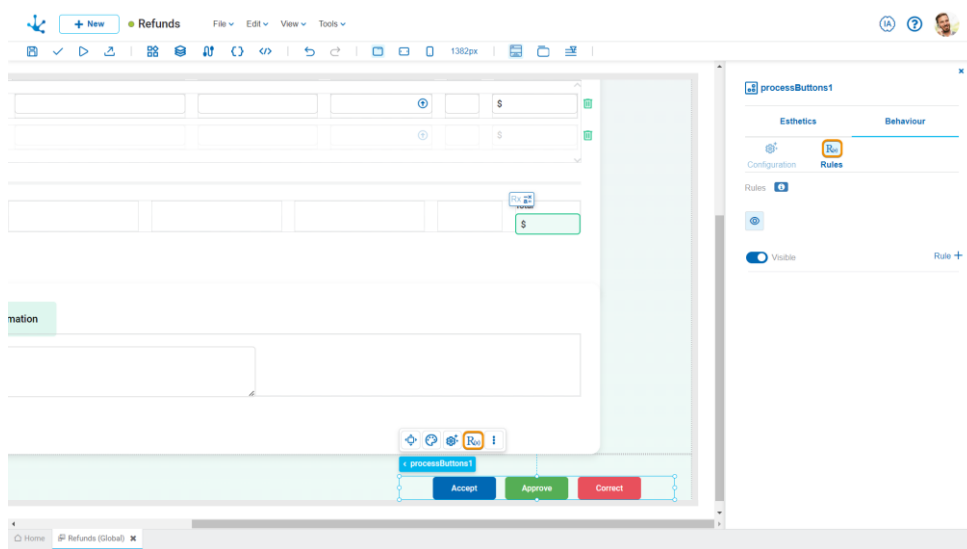 + New
Refunds
File
Edit
View
Tools
(IA)
?
1382px
$
$
Rx
Total
$
mation
processButtons1
Accept
Approve
Correct
processButtons1
Esthetics
Behaviour
Configuration
Rules
Rules
Visible
Rule +
Home
Refunds (Global)